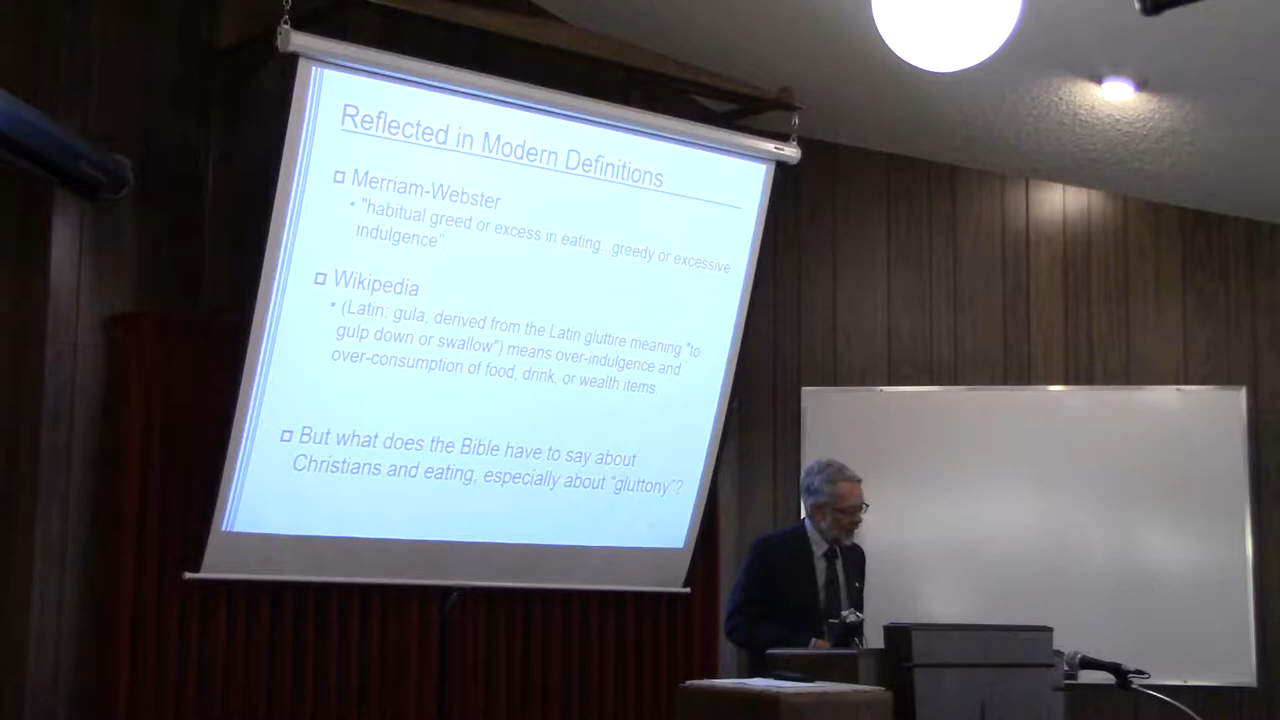 Reflected in Modern Definitions
Merriam-Webster
"habitual greed or excess in eating...greedy or excessive
indulgence".
Wikipedia
(Latin: gula, derived from the Latin gluttire meaning "to
gulp down or swallow") means over-indulgence and
over-consumption of food, drink, or wealth items.
But what does the Bible have to say about
Christians and eating, especially about "gluttony"?